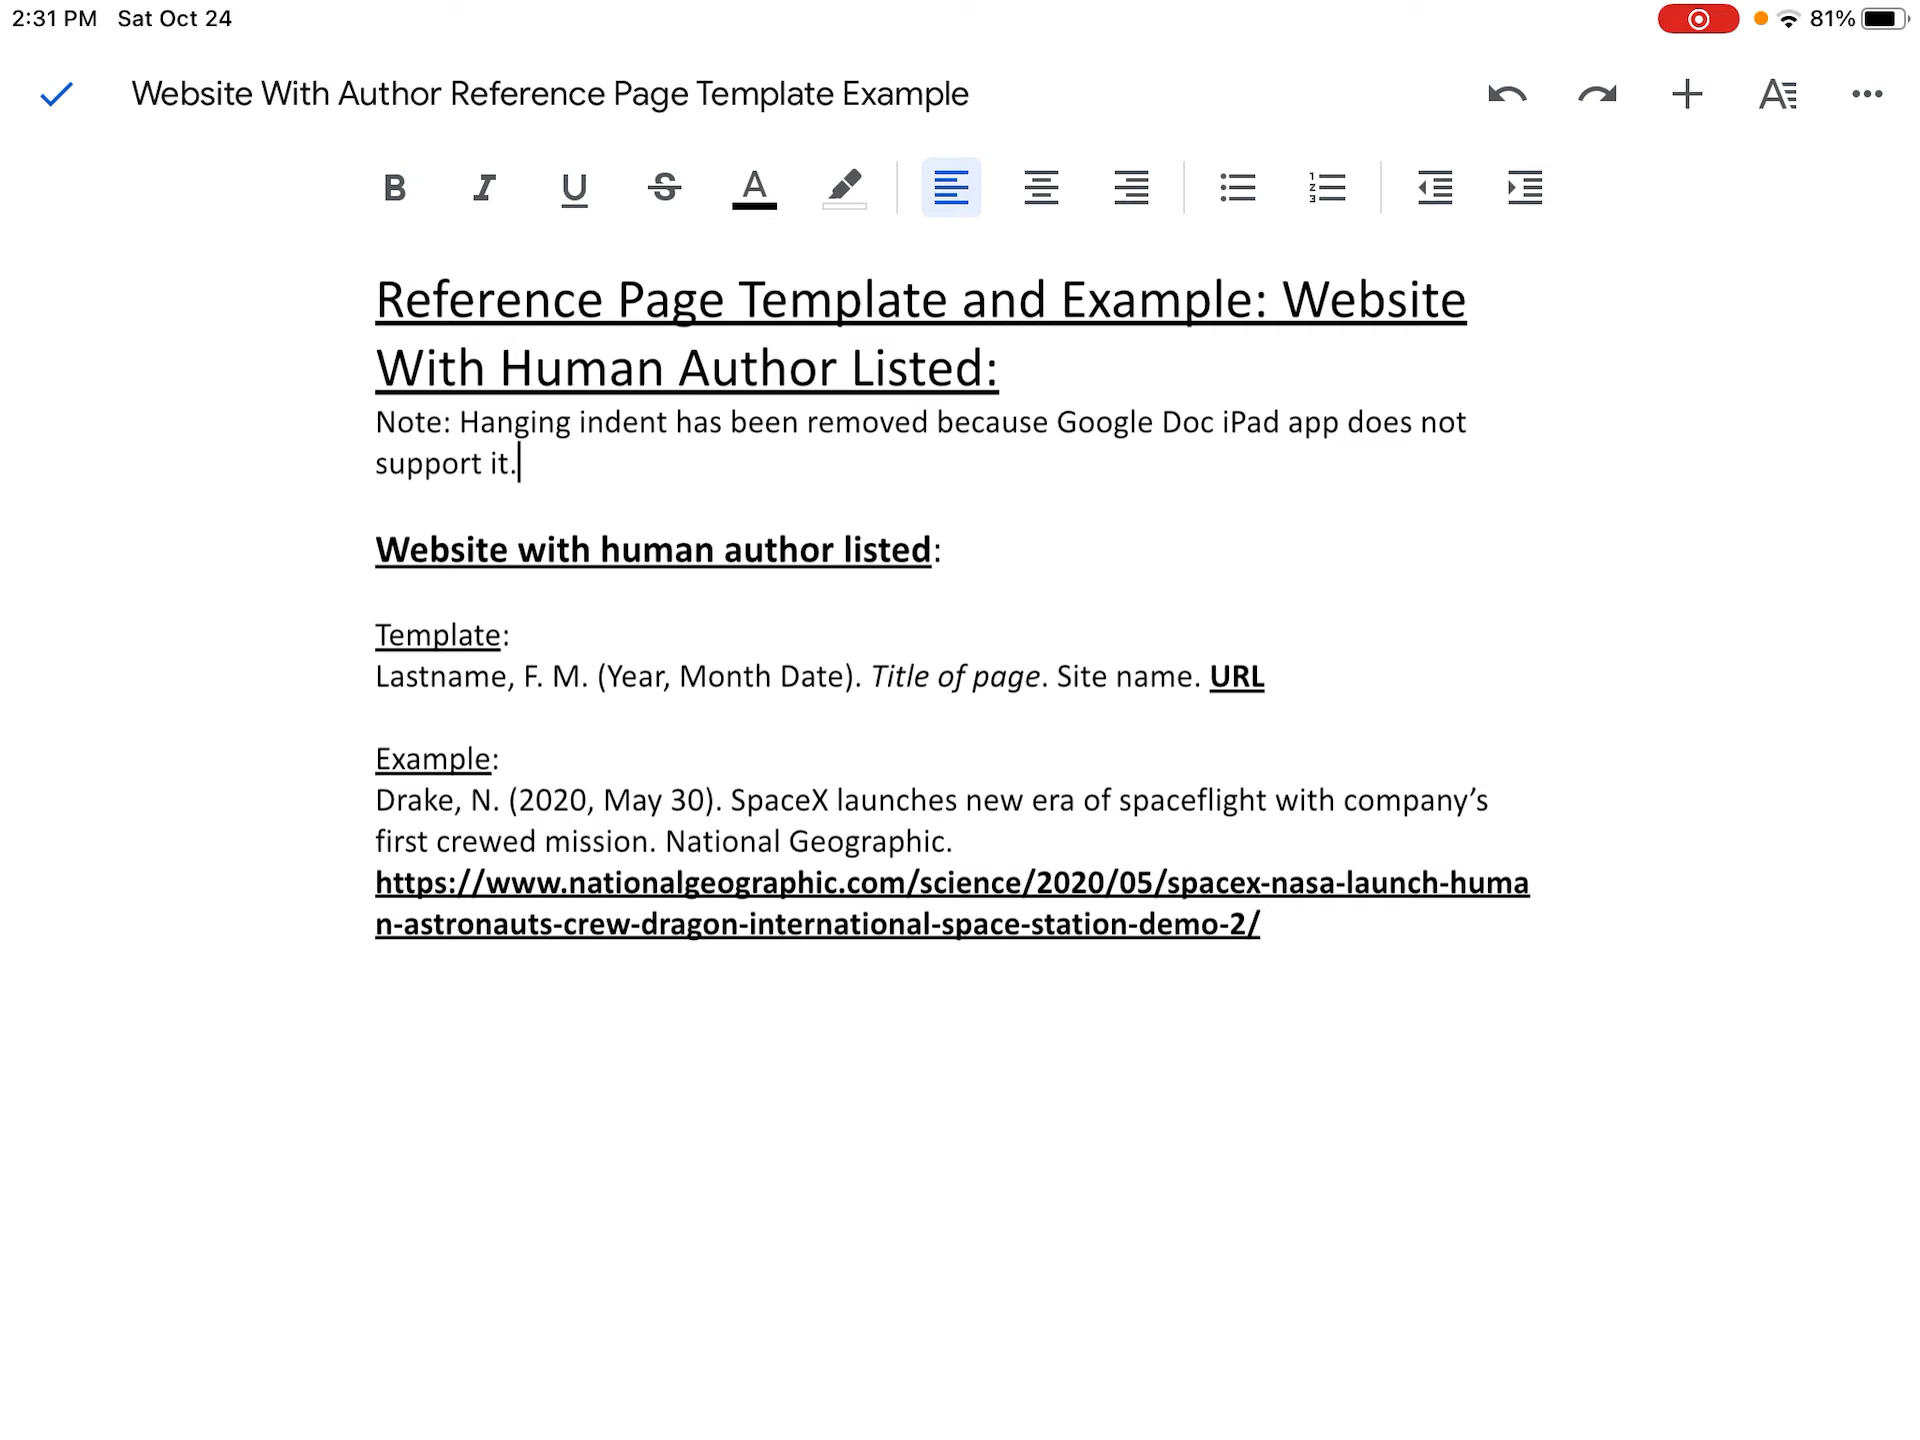 2:31 PM Sat Oct 24 81%
Website With Author Reference Page Template Example
B I U S A
Reference Page Template and Example: Website
With Human Author Listed:
Note: Hanging indent has been removed because Google Doc iPad app does not
support it.
Website with human author listed:
Template:
Lastname, F. M. (Year, Month Date). Title of page. Site name. URL
Example:
Drake, N. (2020, May 30). SpaceX launches new era of spaceflight with company’s
first crewed mission. National Geographic.
https://www.nationalgeographic.com/science/2020/05/spacex-nasa-launch-huma
n-astronauts-crew-dragon-international-space-station-demo-2/